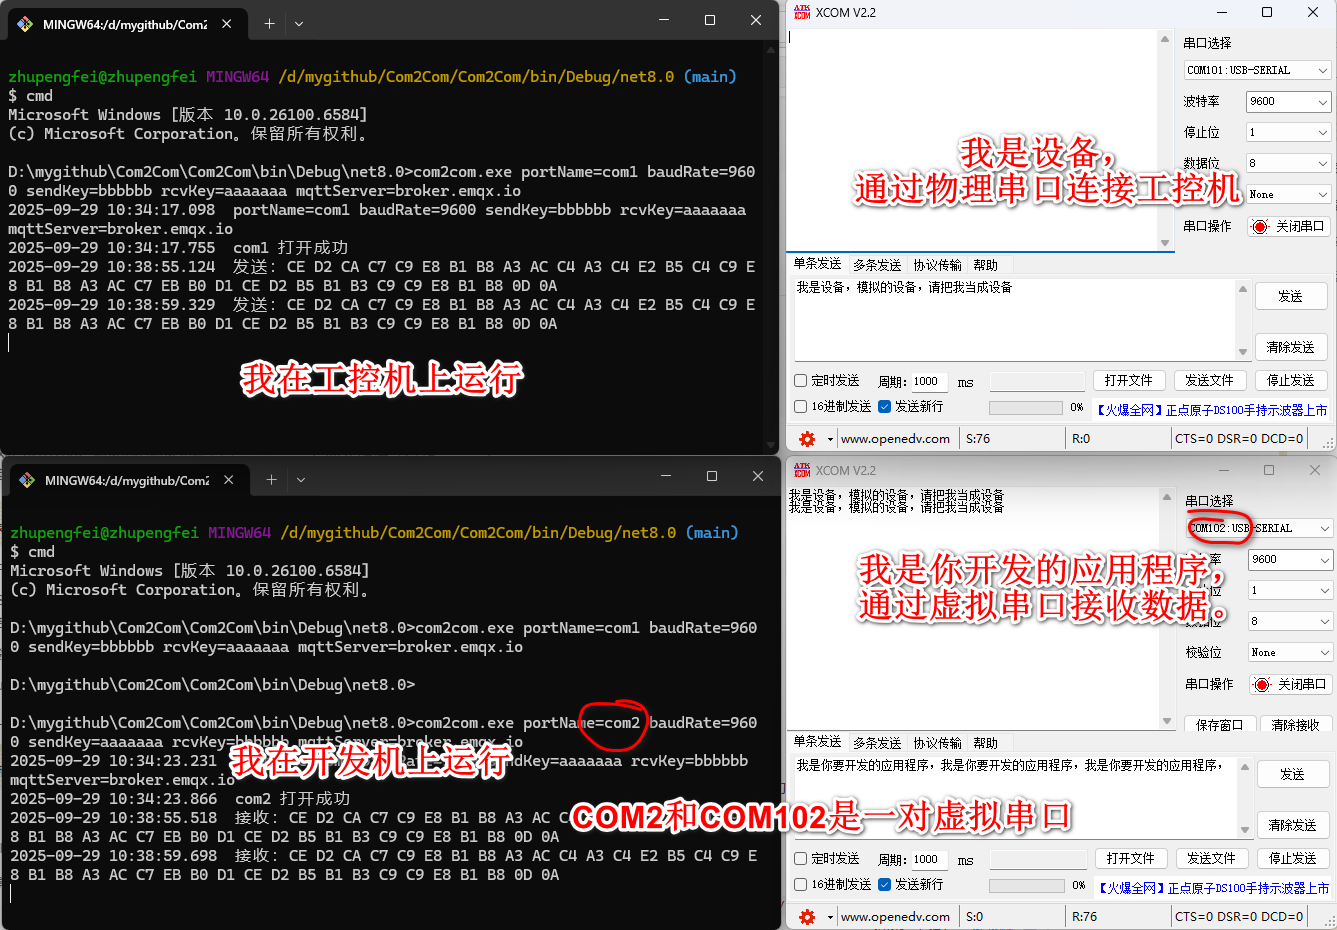 MINGW64:/d/mygithub/Com2
zhupengfei@zhupengfei MINGW64 /d/mygithub/Com2Com/Com2Com/bin/Debug/net8.0 (main)
$ cmd
Microsoft Windows [版本 10.0.26100.6584]
(c) Microsoft Corporation。保留所有权利。
D:\mygithub\Com2Com\Com2Com\bin\Debug\net8.0>com2com.exe portName=com1 baudRate=960
0 sendKey=bbbbbb rcvKey=aaaaaaa mqttServer=broker.emqx.io
2025-09-29 10:34:17.098  portName=com1 baudRate=9600 sendKey=bbbbbb rcvKey=aaaaaaa
mqttServer=broker.emqx.io
2025-09-29 10:34:17.755  com1 打开成功
2025-09-29 10:38:55.124  发送: CE D2 CA C7 C9 E8 B1 B8 A3 AC C4 A3 C4 E2 B5 C4 C9 E
8 B1 B8 A3 AC C7 EB B0 D1 CE D2 B5 B1 B3 C9 C9 E8 B1 B8 0D 0A
2025-09-29 10:38:59.329  发送: CE D2 CA C7 C9 E8 B1 B8 A3 AC C4 A3 C4 E2 B5 C4 C9 E
8 B1 B8 A3 AC C7 EB B0 D1 CE D2 B5 B1 B3 C9 C9 E8 B1 B8 0D 0A
我在工控机上运行
ATK XCOM
XCOM V2.2
串口选择
COM101:USB-SERIAL
波特率 9600
停止位 1
数据位 8
None
串口操作 关闭串口
我是设备，
通过物理串口连接工控机
单条发送 多条发送 协议传输 帮助
我是设备，模拟的设备，请把我当成设备
发送
清除发送
定时发送 周期: 1000 ms 打开文件 发送文件 停止发送
16进制发送 发送新行 0% 【火爆全网】正点原子DS100手持示波器上市
www.openedv.com S:76 R:0 CTS=0 DSR=0 DCD=0
MINGW64:/d/mygithub/Com2
zhupengfei@zhupengfei MINGW64 /d/mygithub/Com2Com/Com2Com/bin/Debug/net8.0 (main)
$ cmd
Microsoft Windows [版本 10.0.26100.6584]
(c) Microsoft Corporation。保留所有权利。
D:\mygithub\Com2Com\Com2Com\bin\Debug\net8.0>com2com.exe portName=com1 baudRate=960
0 sendKey=bbbbbb rcvKey=aaaaaaa mqttServer=broker.emqx.io
D:\mygithub\Com2Com\Com2Com\bin\Debug\net8.0>
D:\mygithub\Com2Com\Com2Com\bin\Debug\net8.0>com2com.exe portName=com2 baudRate=960
0 sendKey=aaaaaaa rcvKey=bbbbbb mqttServer=broker.emqx.io
2025-09-29 10:34:23.231 sendKey=aaaaaaa rcvKey=bbbbbb
mqttServer=broker.emqx.io
2025-09-29 10:34:23.866  com2 打开成功
2025-09-29 10:38:55.518  接收: CE D2 CA C7 C9 E8 B1 B8 A3 AC
8 B1 B8 A3 AC C7 EB B0 D1 CE D2 B5 B1 B3 C9 C9 E8 B1 B8 0D 0A
2025-09-29 10:38:59.698  接收: CE D2 CA C7 C9 E8 B1 B8 A3 AC C4 A3 C4 E2 B5 C4 C9 E
8 B1 B8 A3 AC C7 EB B0 D1 CE D2 B5 B1 B3 C9 C9 E8 B1 B8 0D 0A
我在开发机上运行
COM2和COM102是一对虚拟串口
ATK XCOM
XCOM V2.2
我是设备，模拟的设备，请把我当成设备
我是设备，模拟的设备，请把我当成设备
串口选择
COM102:USB-SERIAL
率 9600
位 1
数据位 8
校验位 None
串口操作 关闭串口
保存窗口 清除接收
我是你开发的应用程序，
通过虚拟串口接收数据。
单条发送 多条发送 协议传输 帮助
我是你要开发的应用程序，我是你要开发的应用程序，我是你要开发的应用程序，
发送
清除发送
定时发送 周期: 1000 ms 打开文件 发送文件 停止发送
16进制发送 发送新行 0% 【火爆全网】正点原子DS100手持示波器上市
www.openedv.com S:0 R:76 CTS=0 DSR=0 DCD=0